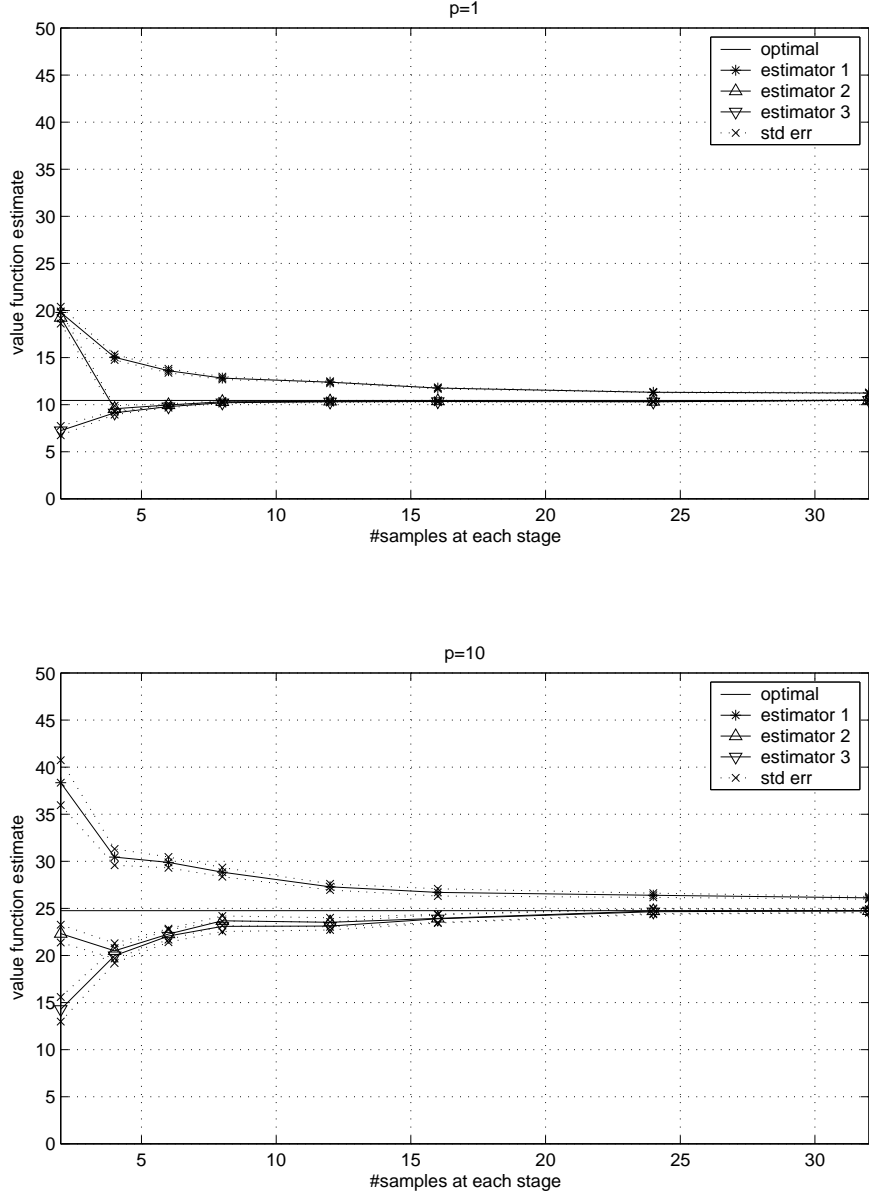 p=1
50
45
40
35
30
25
20
15
10
5
0
value function estimate
5
10
15
20
25
30
#samples at each stage
optimal
estimator 1
estimator 2
estimator 3
std err
p=10
50
45
40
35
30
25
20
15
10
5
0
value function estimate
5
10
15
20
25
30
#samples at each stage
optimal
estimator 1
estimator 2
estimator 3
std err